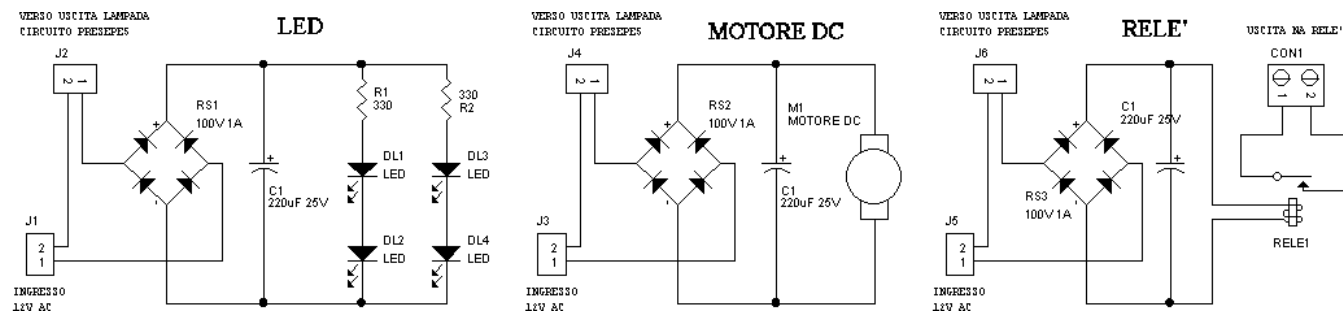 VERSO USCITA LAMPADA
CIRCUITO PRESEPE5
LED
J2
2 1
RS1
100V 1A
+
-
R1
330
330
R2
DL1
LED
DL3
LED
+
C1
220uF 25V
J1
2
1
DL2
LED
DL4
LED
INGRESSO
12V AC
VERSO USCITA LAMPADA
CIRCUITO PRESEPE5
MOTORE DC
J4
2 1
RS2
100V 1A
+
-
M1
MOTORE DC
+
C1
220uF 25V
J3
2
1
INGRESSO
12V AC
VERSO USCITA LAMPADA
CIRCUITO PRESEPE5
RELE'
USCITA NA RELE'
J6
2 1
CON1
1 2
C1
220uF 25V
+
+
-
RS3
100V 1A
J5
2
1
RELE1
INGRESSO
12V AC